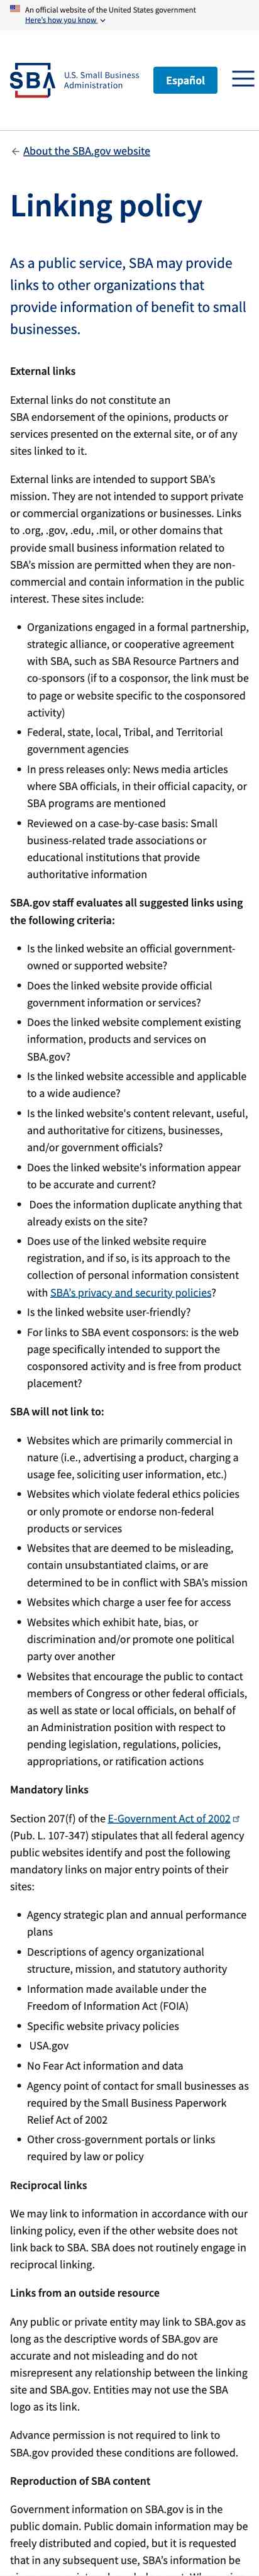 An official website of the United States government
Here's how you know
SBA
U.S. Small Business
Administration
Español
About the SBA.gov website
Linking policy
As a public service, SBA may provide
links to other organizations that
provide information of benefit to small
businesses.
External links
External links do not constitute an
SBA endorsement of the opinions, products or
services presented on the external site, or of any
sites linked to it.
External links are intended to support SBA's
mission. They are not intended to support private
or commercial organizations or businesses. Links
to .org, .gov, .edu, .mil, or other domains that
provide small business information related to
SBA's mission are permitted when they are non-
commercial and contain information in the public
interest. These sites include:
• Organizations engaged in a formal partnership,
strategic alliance, or cooperative agreement
with SBA, such as SBA Resource Partners and
co-sponsors (if to a cosponsor, the link must be
to page or website specific to the cosponsored
activity)
• Federal, state, local, Tribal, and Territorial
government agencies
• In press releases only: News media articles
where SBA officials, in their official capacity, or
SBA programs are mentioned
• Reviewed on a case-by-case basis: Small
business-related trade associations or
educational institutions that provide
authoritative information
SBA.gov staff evaluates all suggested links using
the following criteria:
• Is the linked website an official government-
owned or supported website?
• Does the linked website provide official
government information or services?
• Does the linked website complement existing
information, products and services on
SBA.gov?
• Is the linked website accessible and applicable
to a wide audience?
• Is the linked website's content relevant, useful,
and authoritative for citizens, businesses,
and/or government officials?
• Does the linked website's information appear
to be accurate and current?
• Does the information duplicate anything that
already exists on the site?
• Does use of the linked website require
registration, and if so, is its approach to the
collection of personal information consistent
with SBA's privacy and security policies?
• Is the linked website user-friendly?
• For links to SBA event cosponsors: is the web
page specifically intended to support the
cosponsored activity and is free from product
placement?
SBA will not link to:
• Websites which are primarily commercial in
nature (i.e., advertising a product, charging a
usage fee, soliciting user information, etc.)
• Websites which violate federal ethics policies
or only promote or endorse non-federal
products or services
• Websites that are deemed to be misleading,
contain unsubstantiated claims, or are
determined to be in conflict with SBA's mission
• Websites which charge a user fee for access
• Websites which exhibit hate, bias, or
discrimination and/or promote one political
party over another
• Websites that encourage the public to contact
members of Congress or other federal officials,
as well as state or local officials, on behalf of
an Administration position with respect to
pending legislation, regulations, policies,
appropriations, or ratification actions
Mandatory links
Section 207(f) of the E-Government Act of 2002
(Pub. L. 107-347) stipulates that all federal agency
public websites identify and post the following
mandatory links on major entry points of their
sites:
• Agency strategic plan and annual performance
plans
• Descriptions of agency organizational
structure, mission, and statutory authority
• Information made available under the
Freedom of Information Act (FOIA)
• Specific website privacy policies
• USA.gov
• No Fear Act information and data
• Agency point of contact for small businesses as
required by the Small Business Paperwork
Relief Act of 2002
• Other cross-government portals or links
required by law or policy
Reciprocal links
We may link to information in accordance with our
linking policy, even if the other website does not
link back to SBA. SBA does not routinely engage in
reciprocal linking.
Links from an outside resource
Any public or private entity may link to SBA.gov as
long as the descriptive words of SBA.gov are
accurate and not misleading and do not
misrepresent any relationship between the linking
site and SBA.gov. Entities may not use the SBA
logo as its link.
Advance permission is not required to link to
SBA.gov provided these conditions are followed.
Reproduction of SBA content
Government information on SBA.gov is in the
public domain. Public domain information may be
freely distributed and copied, but it is requested
that in any subsequent use, SBA's information be